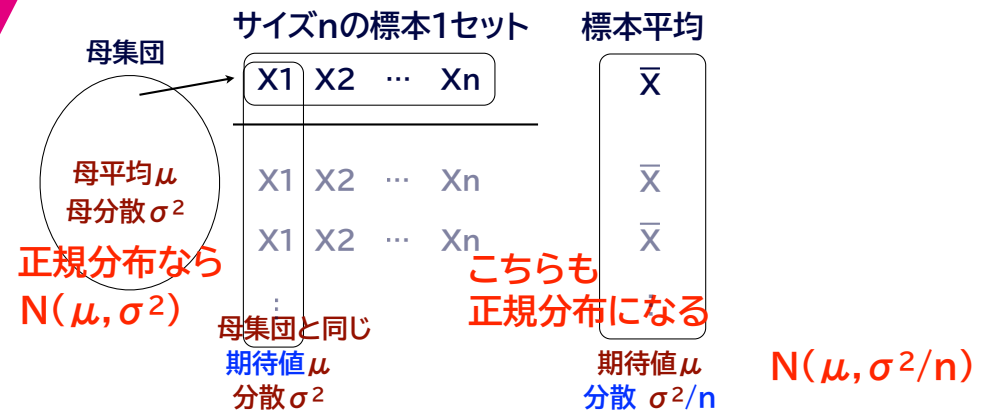 サイズnの標本1セット 標本平均
母集団
X1 X2 … Xn X̅
母平均μ X1 X2 … Xn X̅
母分散σ²
X1 X2 … Xn X̅
正規分布なら こちらも
N(μ,σ²) ⋮ 正規分布になる ⋮
母集団と同じ
期待値μ 期待値μ N(μ,σ²/n)
分散σ² 分散 σ²/n